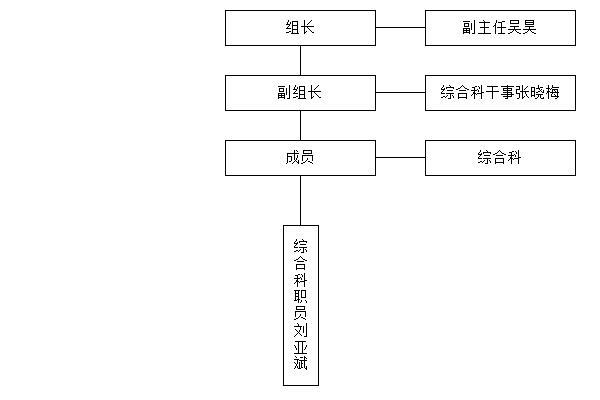 组长
副主任吴昊
副组长
综合科干事张晓梅
成员
综合科
综合科职员刘亚斌